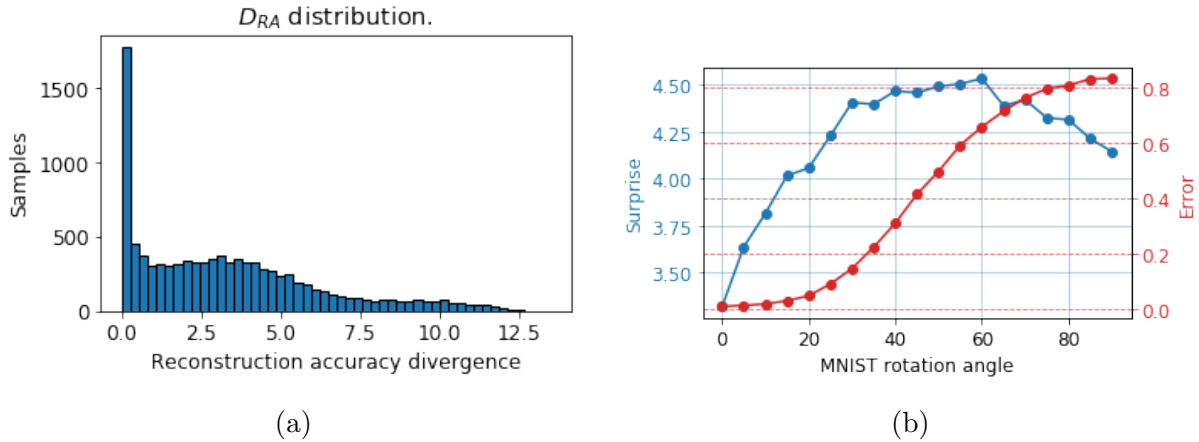 D_RA distribution.
Samples
1500
1000
500
0
0.0 2.5 5.0 7.5 10.0 12.5
Reconstruction accuracy divergence
(a)
Surprise
4.50
4.25
4.00
3.75
3.50
0 20 40 60 80
MNIST rotation angle
0.8
0.6
0.4
0.2
0.0
Error
(b)